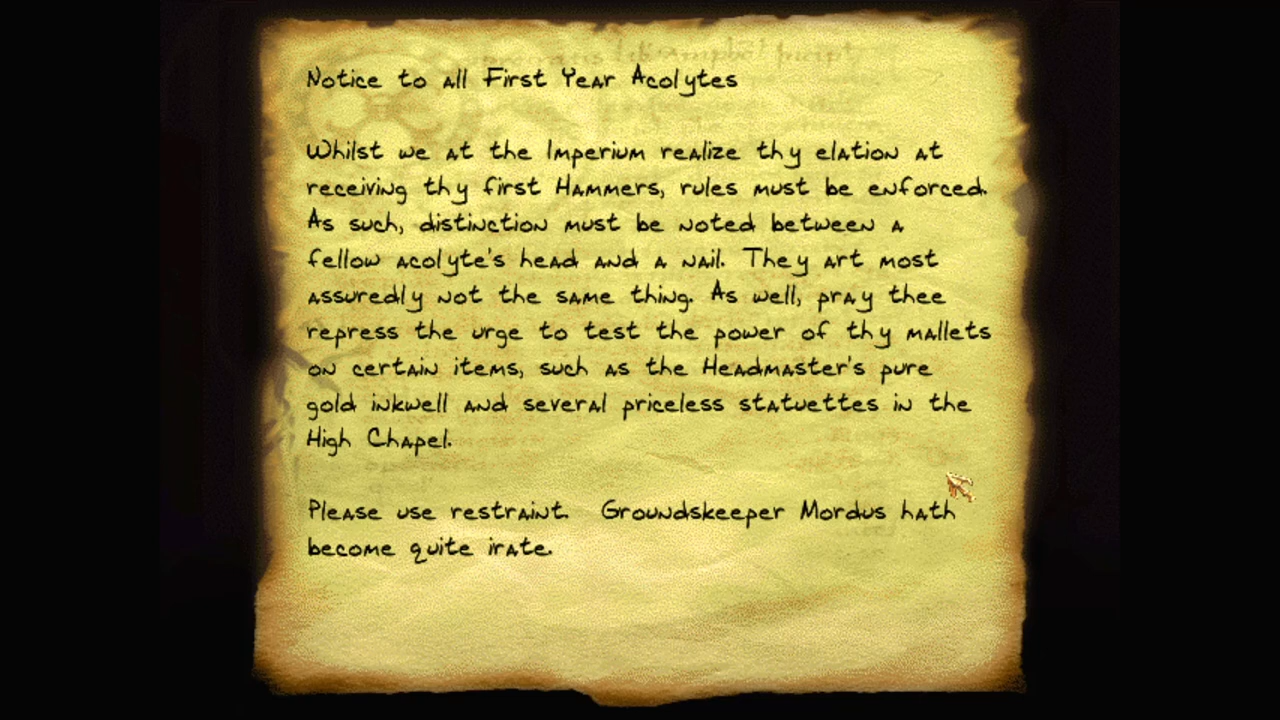 Notice to all First Year Acolytes
Whilst we at the Imperium realize thy elation at
receiving thy first Hammers, rules must be enforced.
As such, distinction must be noted between a
fellow acolyte's head and a nail. They art most
assuredly not the same thing. As well, pray thee
repress the urge to test the power of thy mallets
on certain items, such as the Headmaster's pure
gold inkwell and several priceless statuettes in the
High Chapel.
Please use restraint. Groundskeeper Mordus hath
become quite irate.